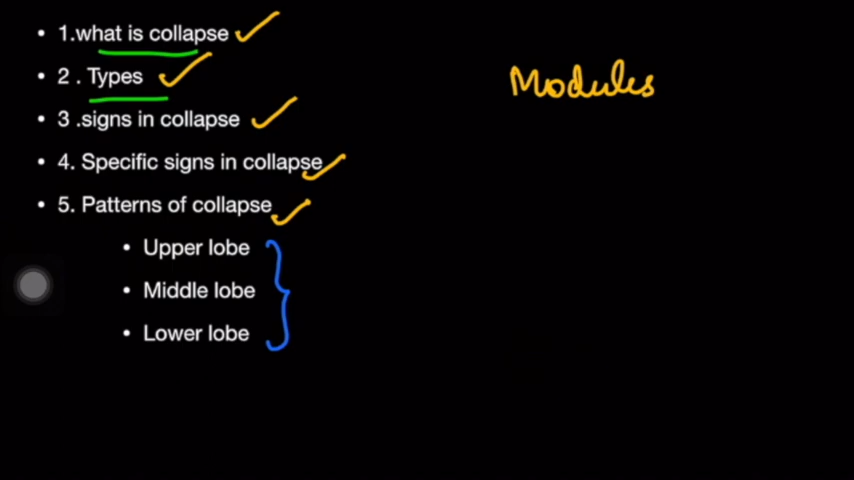 • 1.what is collapse
• 2 . Types
• 3 .signs in collapse
• 4. Specific signs in collapse
• 5. Patterns of collapse
• Upper lobe
• Middle lobe
• Lower lobe
Modules